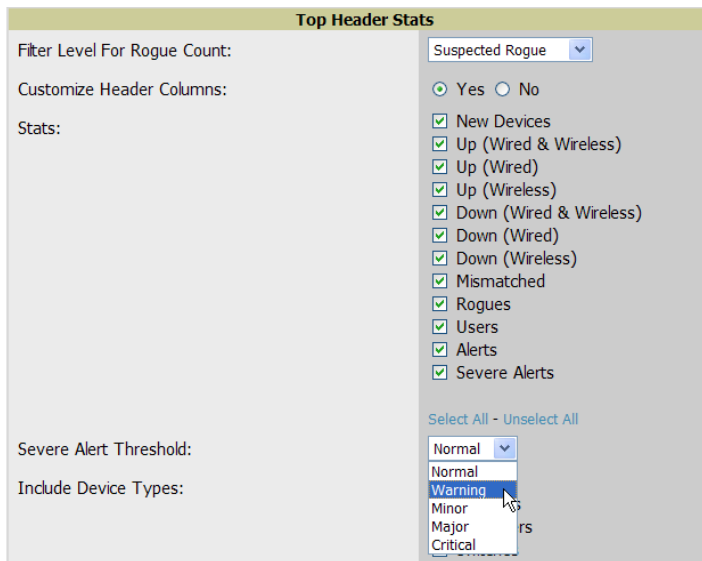 Top Header Stats
Filter Level For Rogue Count:
Suspected Rogue
Customize Header Columns:
Yes No
Stats:
New Devices
Up (Wired & Wireless)
Up (Wired)
Up (Wireless)
Down (Wired & Wireless)
Down (Wired)
Down (Wireless)
Mismatched
Rogues
Users
Alerts
Severe Alerts
Select All - Unselect All
Severe Alert Threshold:
Normal
Normal
Include Device Types:
Warning
Minor
Major
Critical